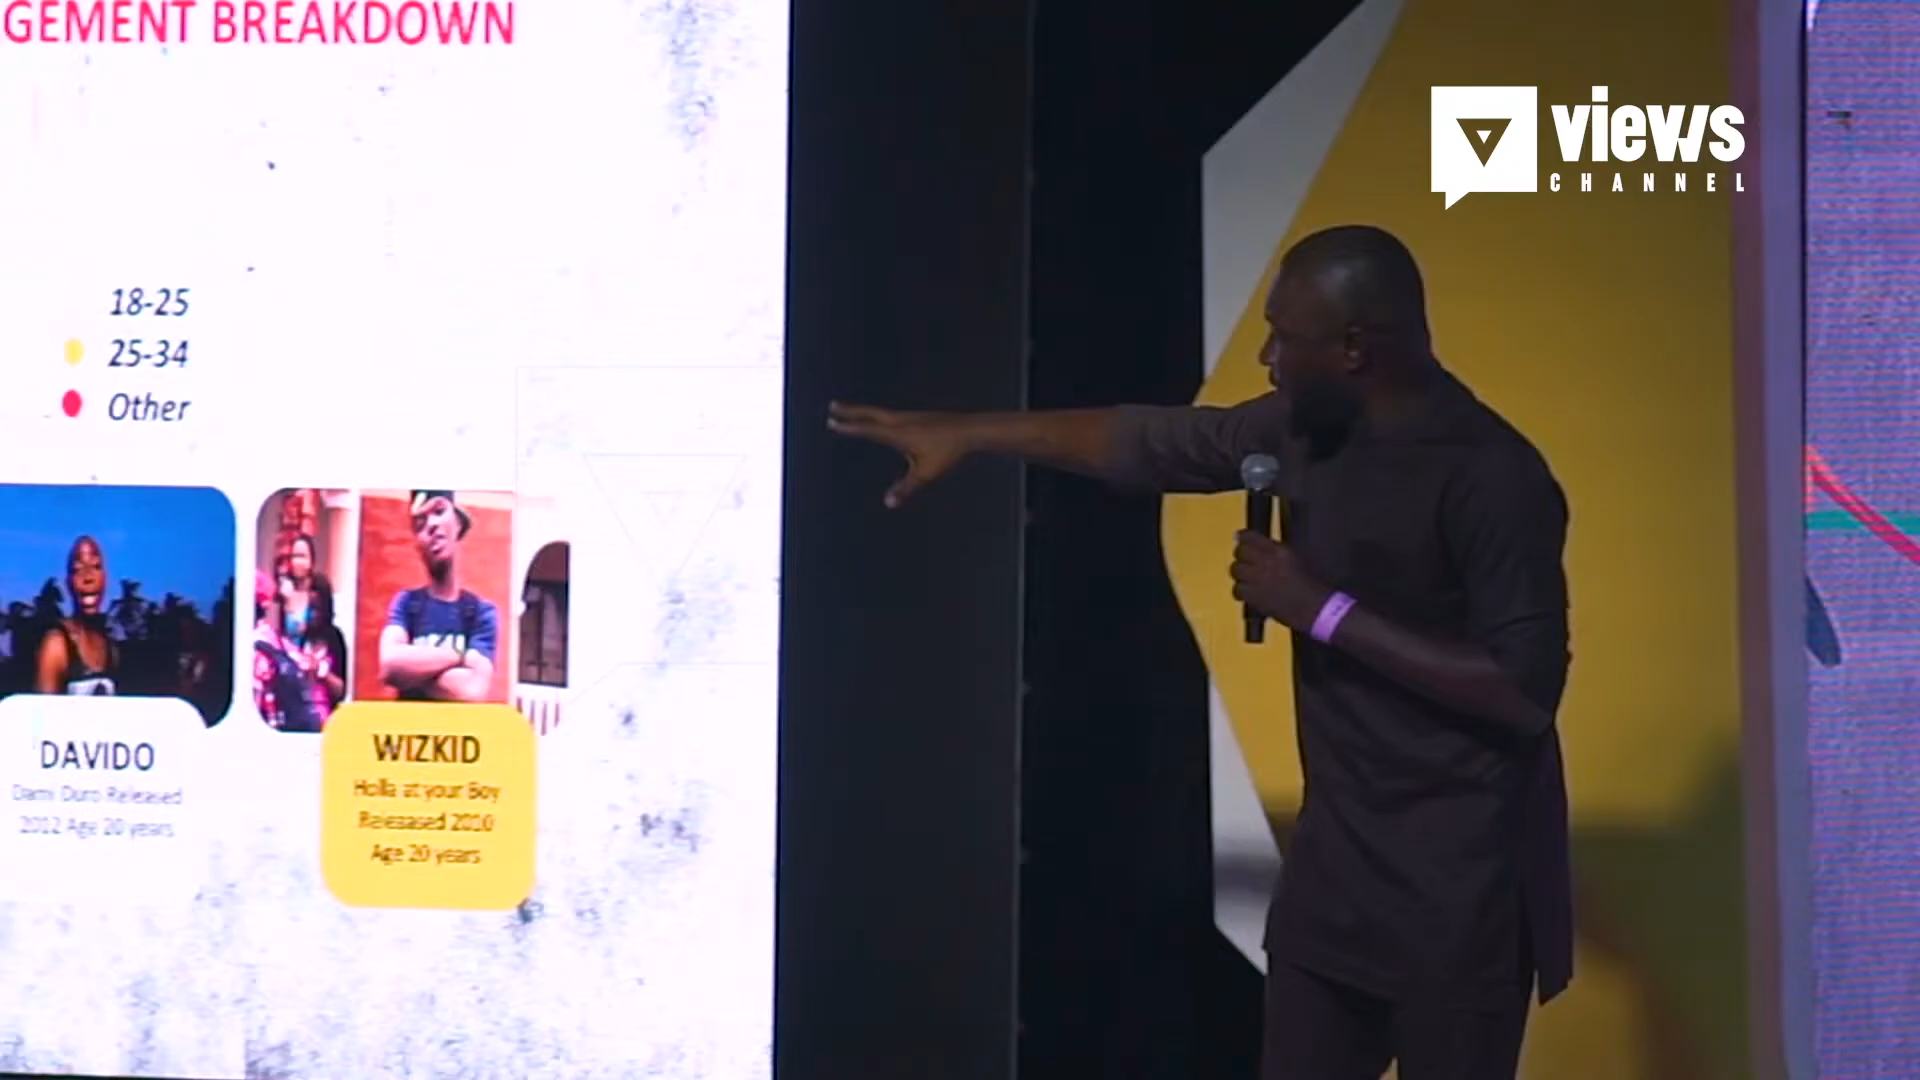 GEMENT BREAKDOWN
views
CHANNEL
18-25
25-34
Other
DAVIDO
Dami Duro Released
2012 Age 20 years
WIZKID
Holla at your Boy
Releasased 2010
Age 20 years